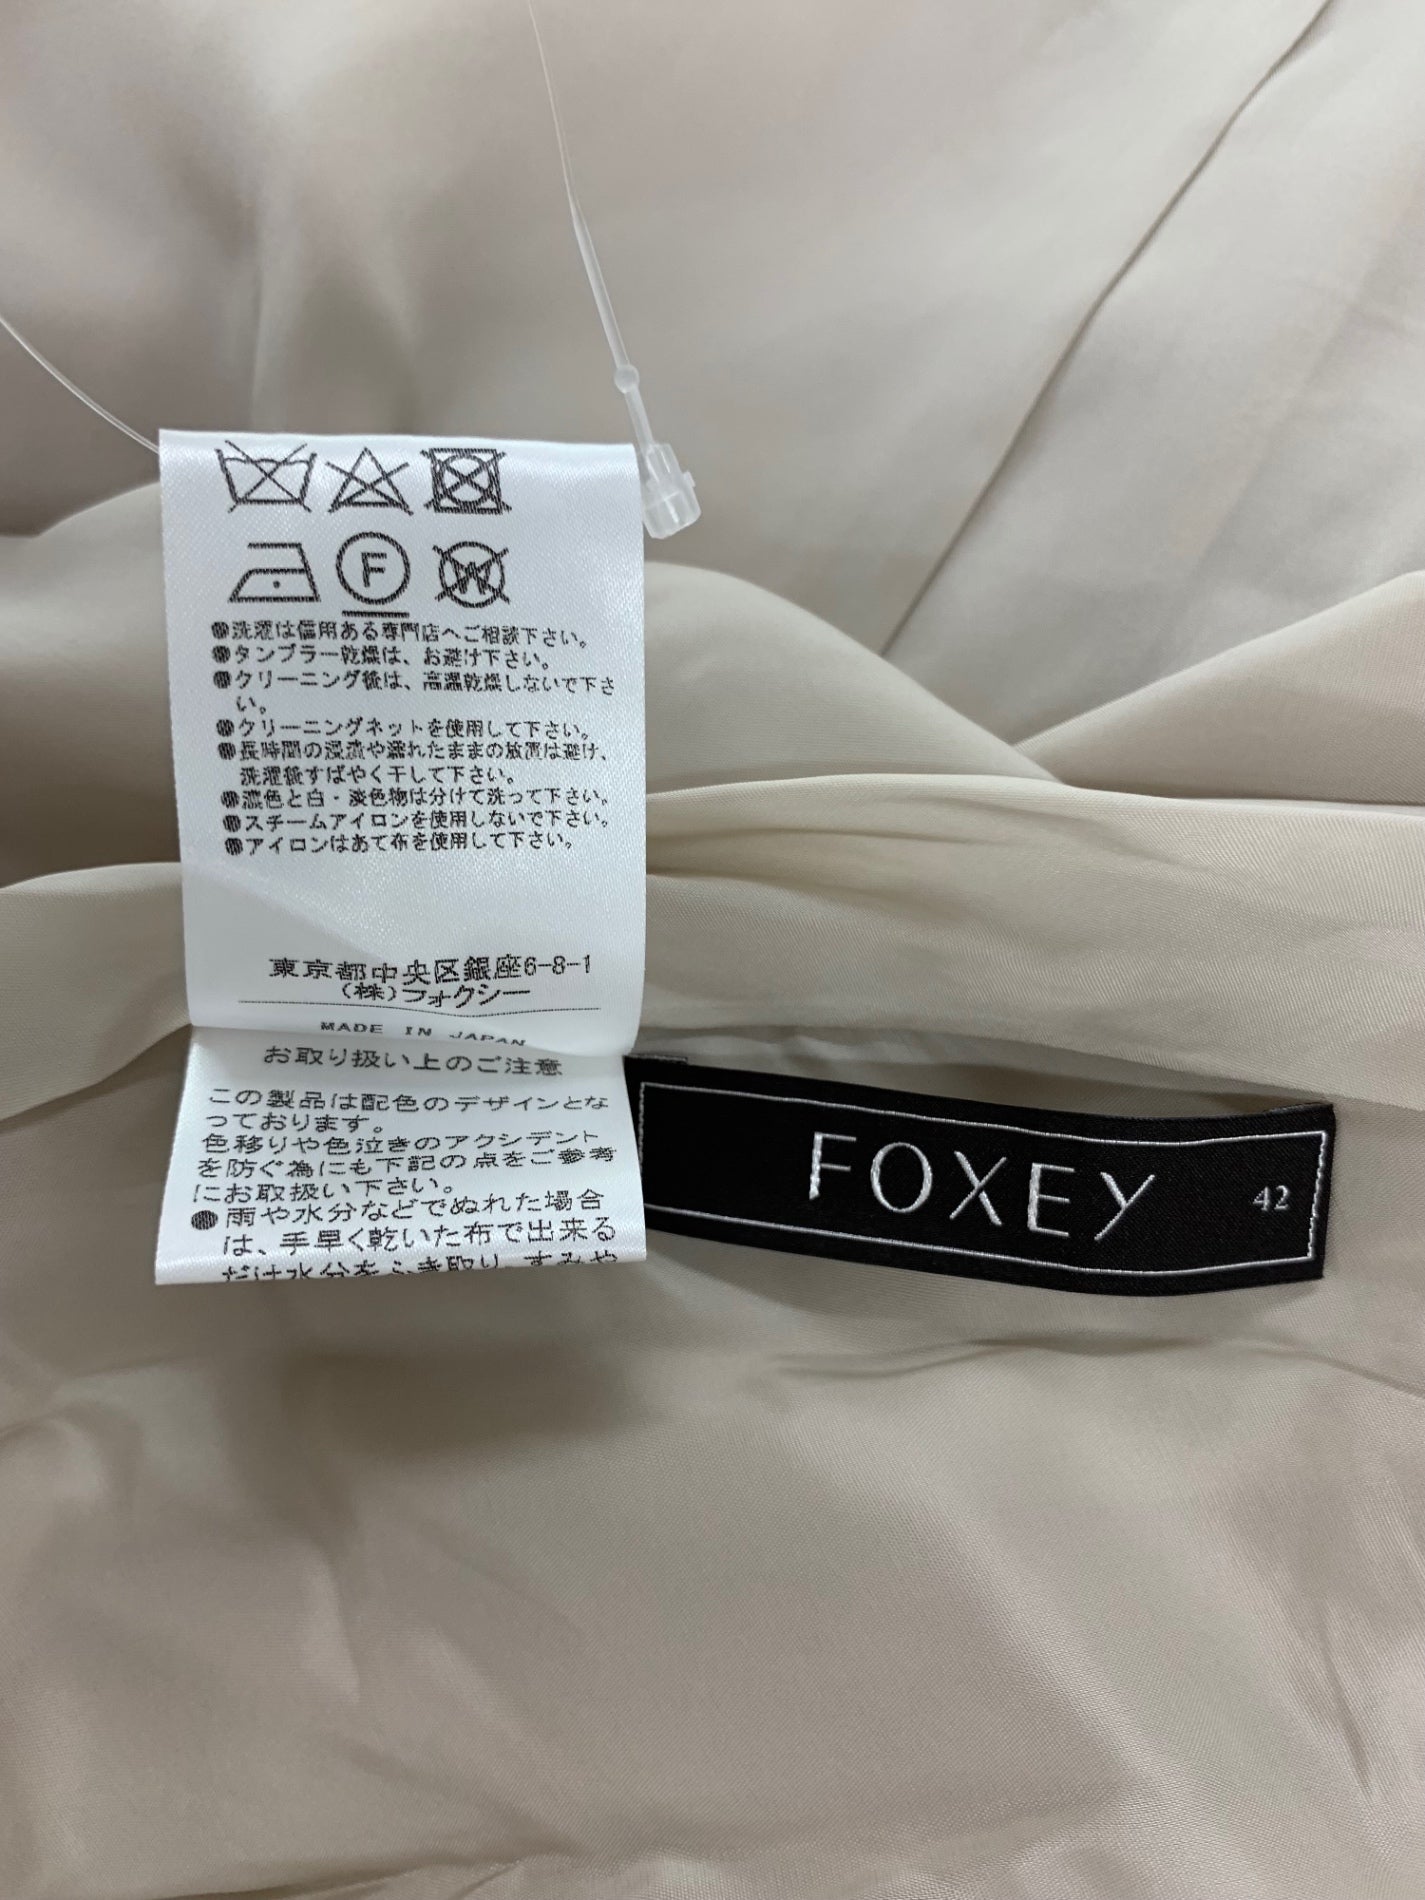 F
W
●洗濯は信用ある専門店へご相談下さい。
●タンブラー乾燥は、お避け下さい。
●クリーニング後は、高温乾燥しないで下さ
い。
●クリーニングネットを使用して下さい。
●長時間の浸漬や濡れたままの放置は避け、
洗濯後すばやく干して下さい。
●濃色と白・淡色物は分けて洗って下さい。
●スチームアイロンを使用しないで下さい。
●アイロンはあて布を使用して下さい。
東京都中央区銀座6-8-1
(株)フォクシー
MADE IN JAPAN
お取り扱い上のご注意
この製品は配色のデザインとな
っております。
色移りや色泣きのアクシデント
を防ぐ為にも下記の点をご参考
にお取扱い下さい。
●雨や水分などでぬれた場合
は、手早く乾いた布で出来る
だけ水分をふき取り、すみや
FOXEY 42